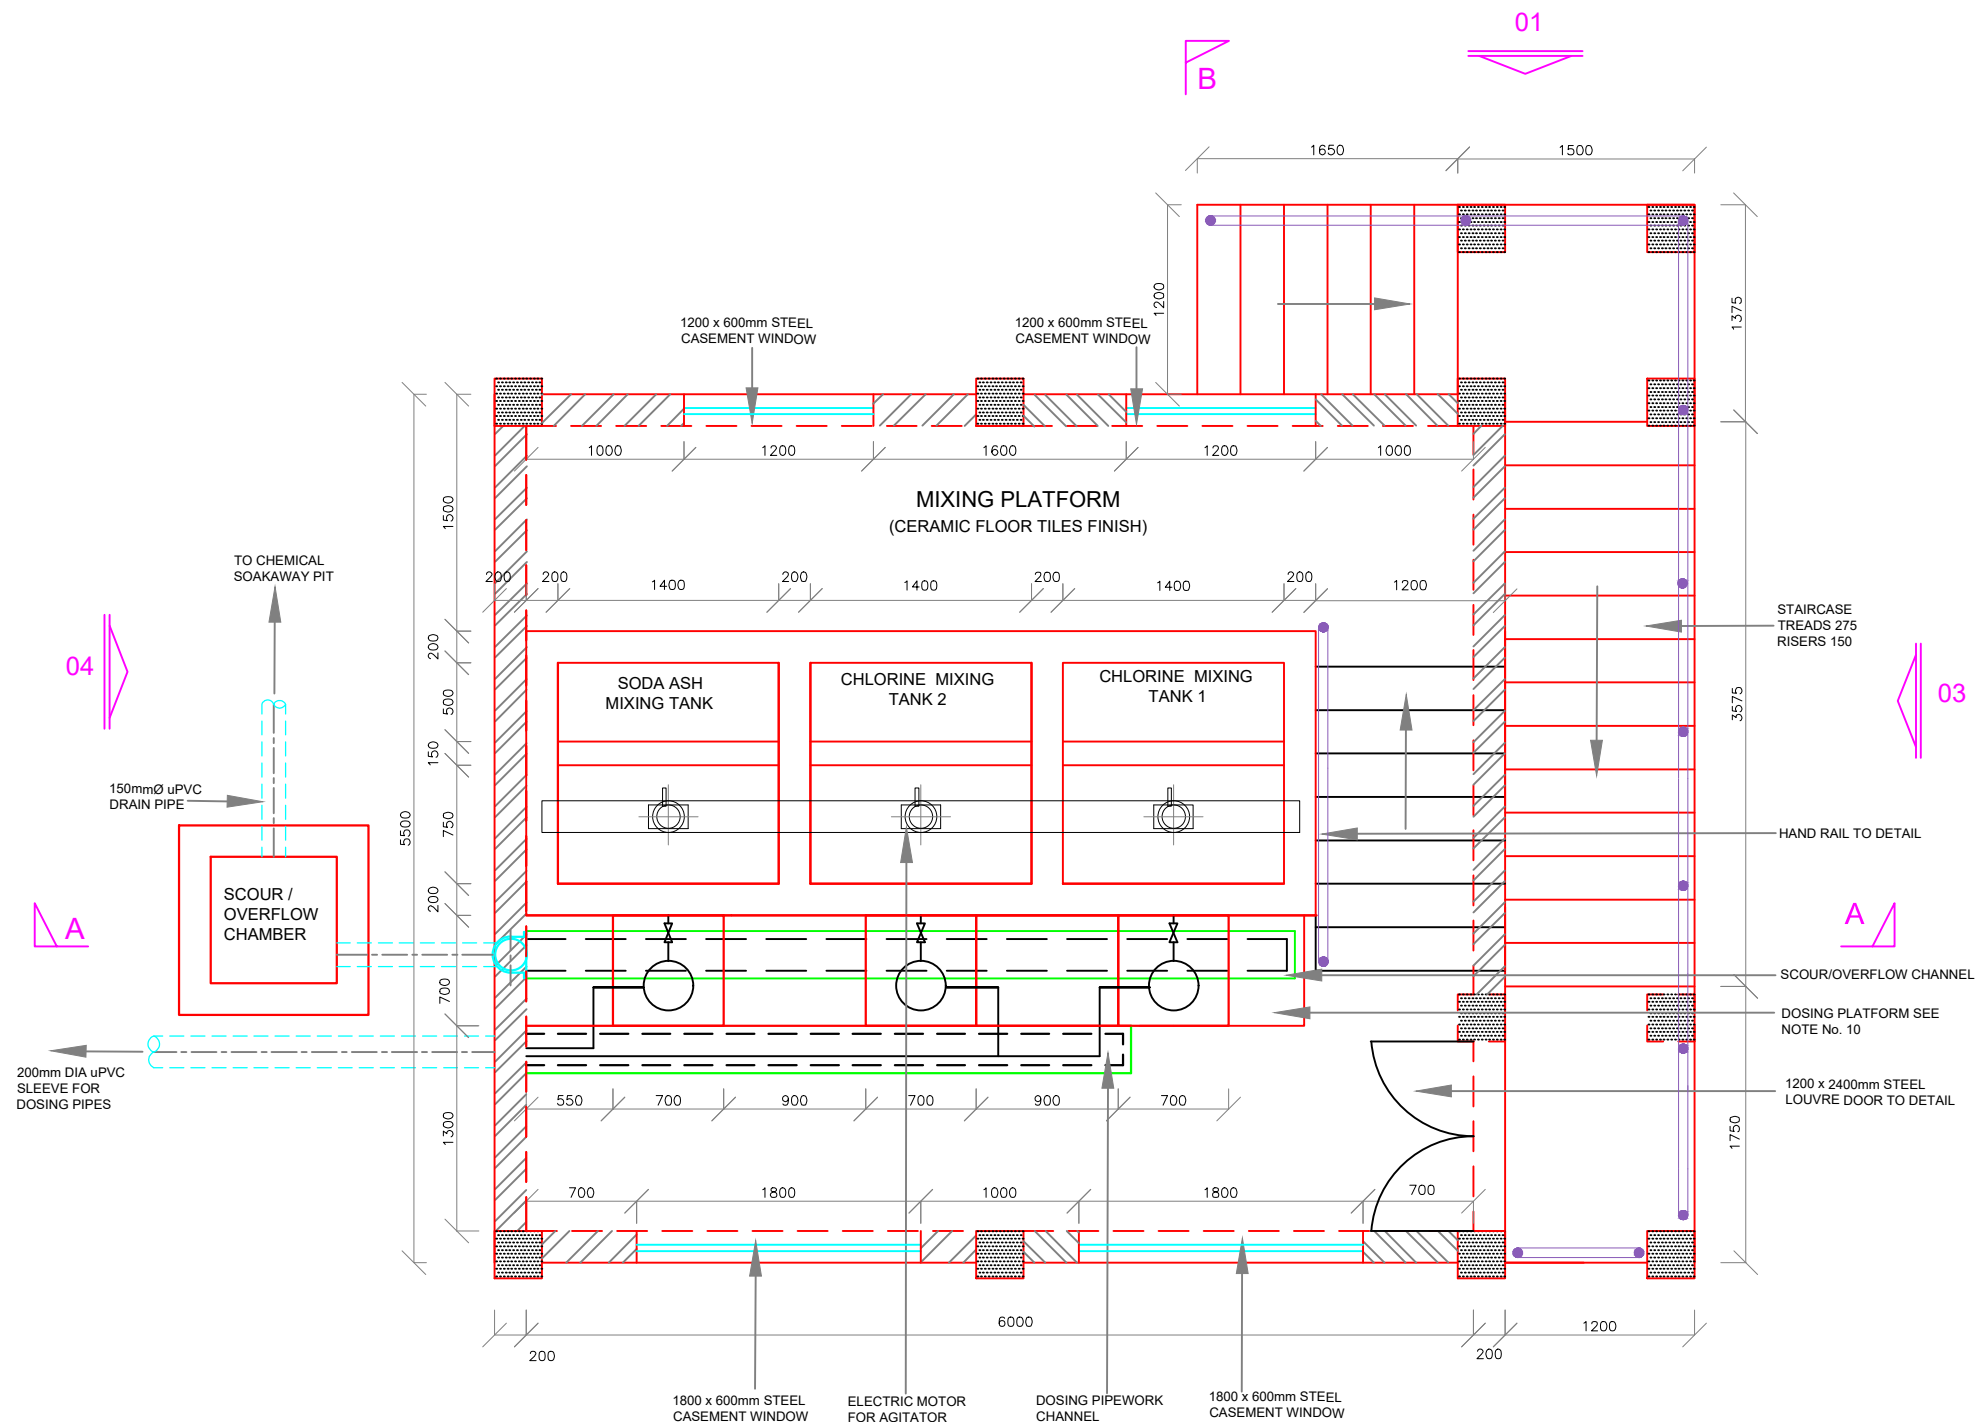 01
B
1650
1500
1200
1375
1200 x 600mm STEEL
CASEMENT WINDOW
1200 x 600mm STEEL
CASEMENT WINDOW
1000
1200
1600
1200
1000
1500
MIXING PLATFORM
(CERAMIC FLOOR TILES FINISH)
TO CHEMICAL
SOAKAWAY PIT
200
200
1400
200
1400
200
1400
200
1200
STAIRCASE
TREADS 275
RISERS 150
04
03
200
500
150
750
200
700
1300
5500
3575
1750
SODA ASH
MIXING TANK
CHLORINE MIXING
TANK 2
CHLORINE MIXING
TANK 1
150mmØ uPVC
DRAIN PIPE
HAND RAIL TO DETAIL
SCOUR /
OVERFLOW
CHAMBER
A
A
SCOUR/OVERFLOW CHANNEL
DOSING PLATFORM SEE
NOTE No. 10
200mm DIA uPVC
SLEEVE FOR
DOSING PIPES
1200 x 2400mm STEEL
LOUVRE DOOR TO DETAIL
550
700
900
700
900
700
700
1800
1000
1800
700
6000
1200
200
200
1800 x 600mm STEEL
CASEMENT WINDOW
ELECTRIC MOTOR
FOR AGITATOR
DOSING PIPEWORK
CHANNEL
1800 x 600mm STEEL
CASEMENT WINDOW